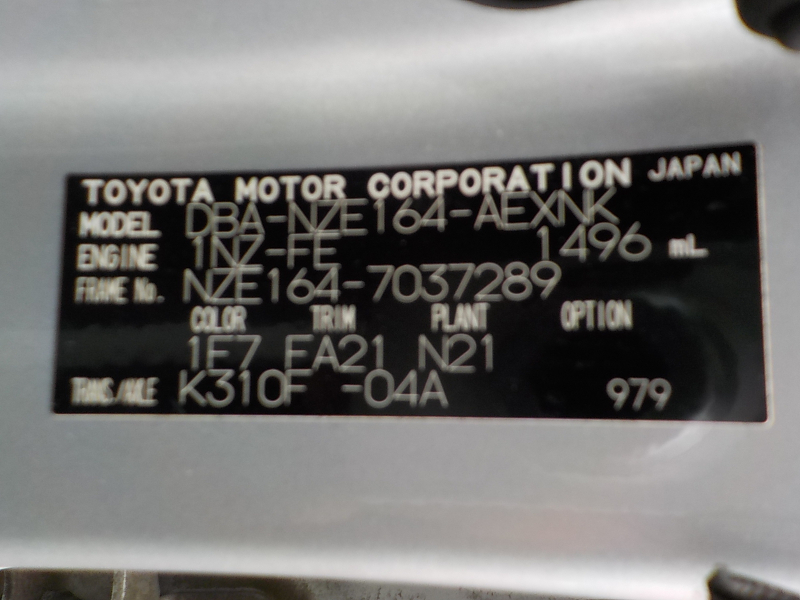 TOYOTA MOTOR CORPORATION JAPAN
MODEL DBA-NZE164-AEXNK
ENGINE 1NZ-FE 1496 mL
FRAME No. NZE164-7037289
COLOR TRIM PLANT OPTION
1F7 FA21 N21
TRANS/AXLE K310F -04A 979